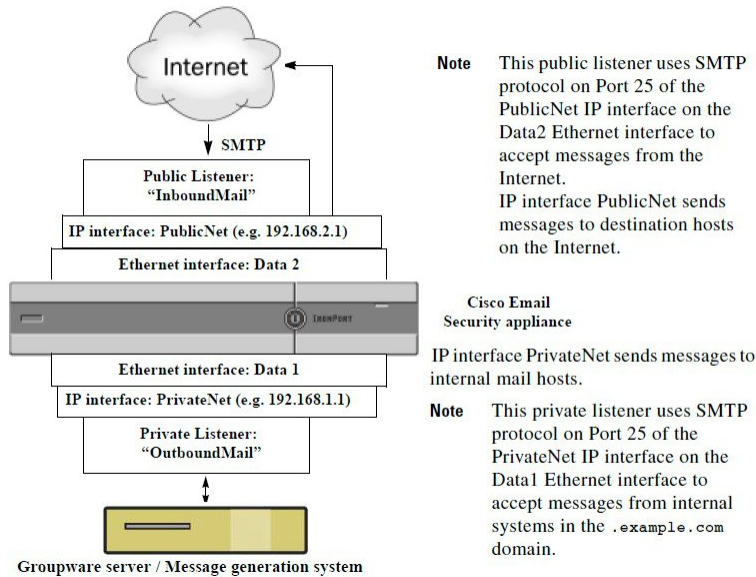 Internet
SMTP
Public Listener:
“InboundMail”
IP interface: PublicNet (e.g. 192.168.2.1)
Ethernet interface: Data 2
IRONPORT
Ethernet interface: Data 1
IP interface: PrivateNet (e.g. 192.168.1.1)
Private Listener:
“OutboundMail”
Groupware server / Message generation system
Note This public listener uses SMTP
protocol on Port 25 of the
PublicNet IP interface on the
Data2 Ethernet interface to
accept messages from the
Internet.
IP interface PublicNet sends
messages to destination hosts
on the Internet.
Cisco Email
Security appliance
IP interface PrivateNet sends messages to
internal mail hosts.
Note This private listener uses SMTP
protocol on Port 25 of the
PrivateNet IP interface on the
Data1 Ethernet interface to
accept messages from internal
systems in the .example.com
domain.